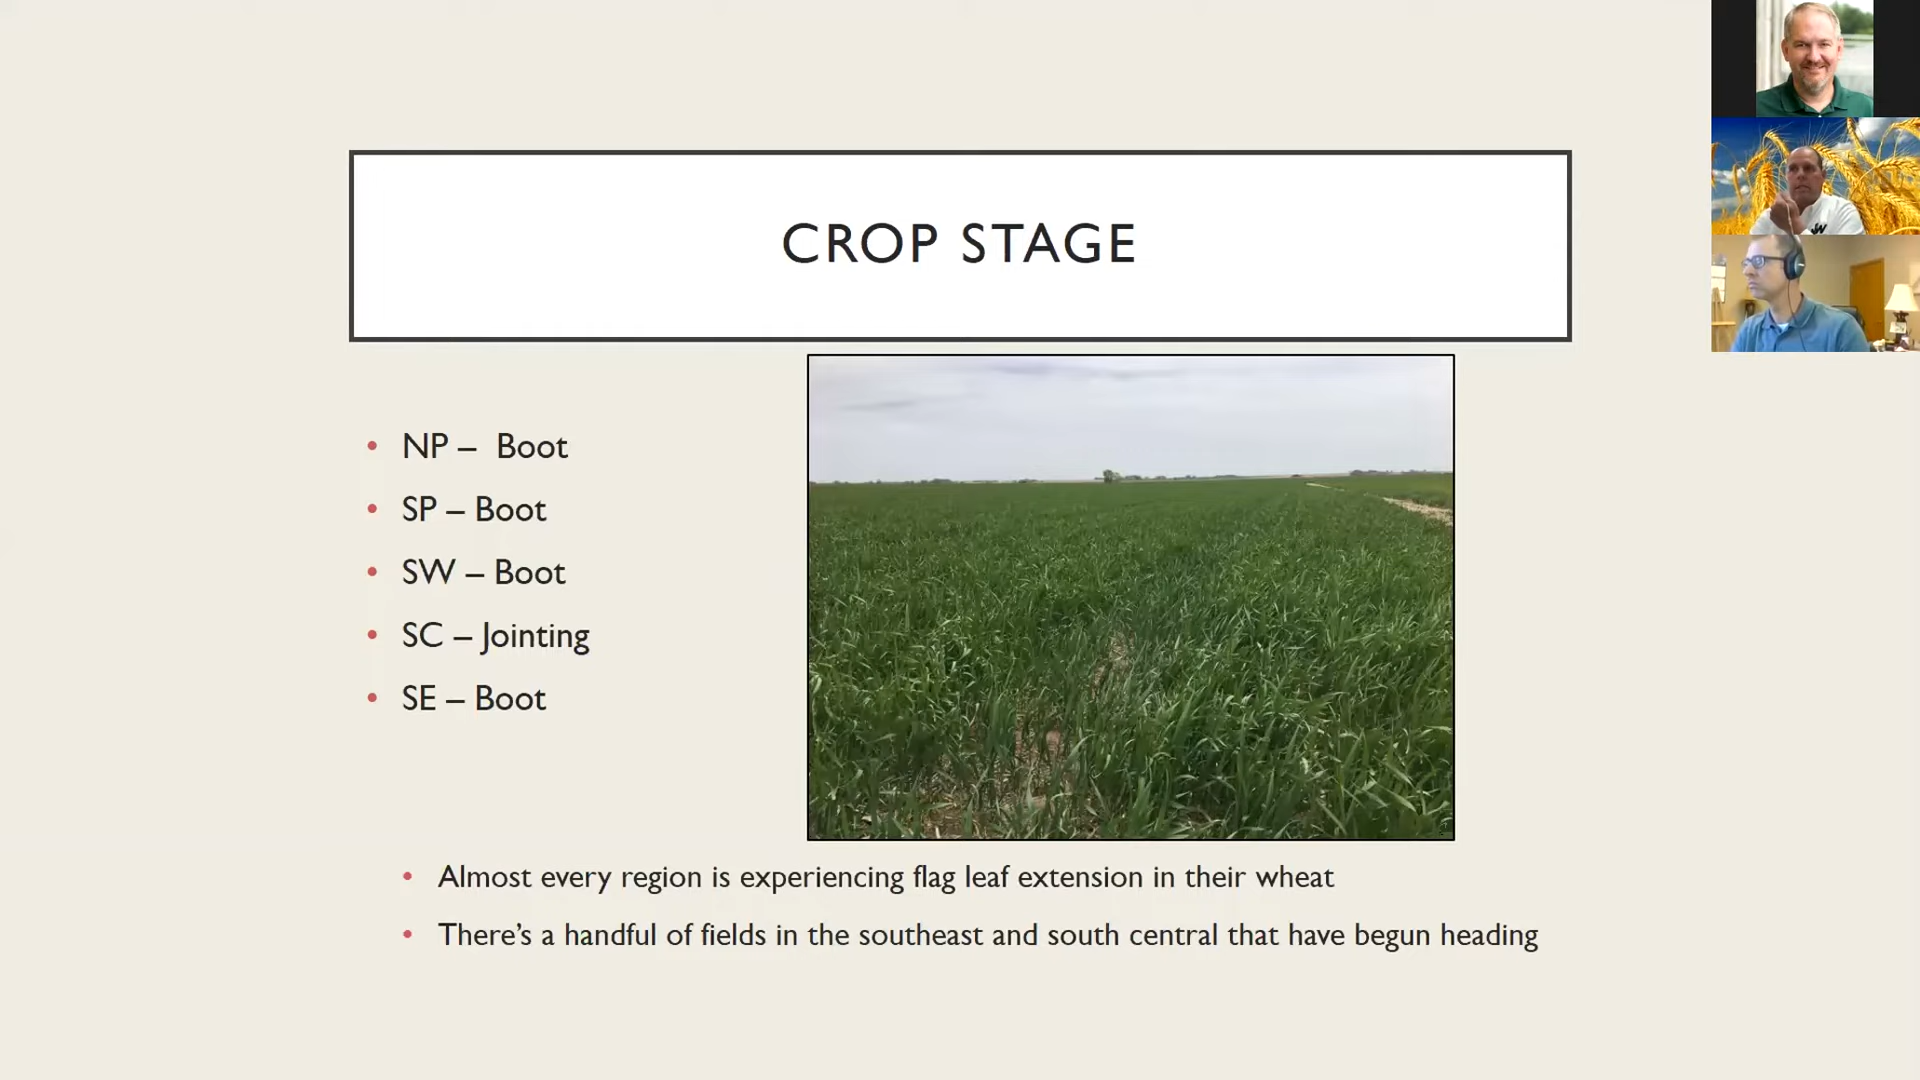 CROP STAGE
• NP – Boot
• SP – Boot
• SW – Boot
• SC – Jointing
• SE – Boot
• Almost every region is experiencing flag leaf extension in their wheat
• There’s a handful of fields in the southeast and south central that have begun heading